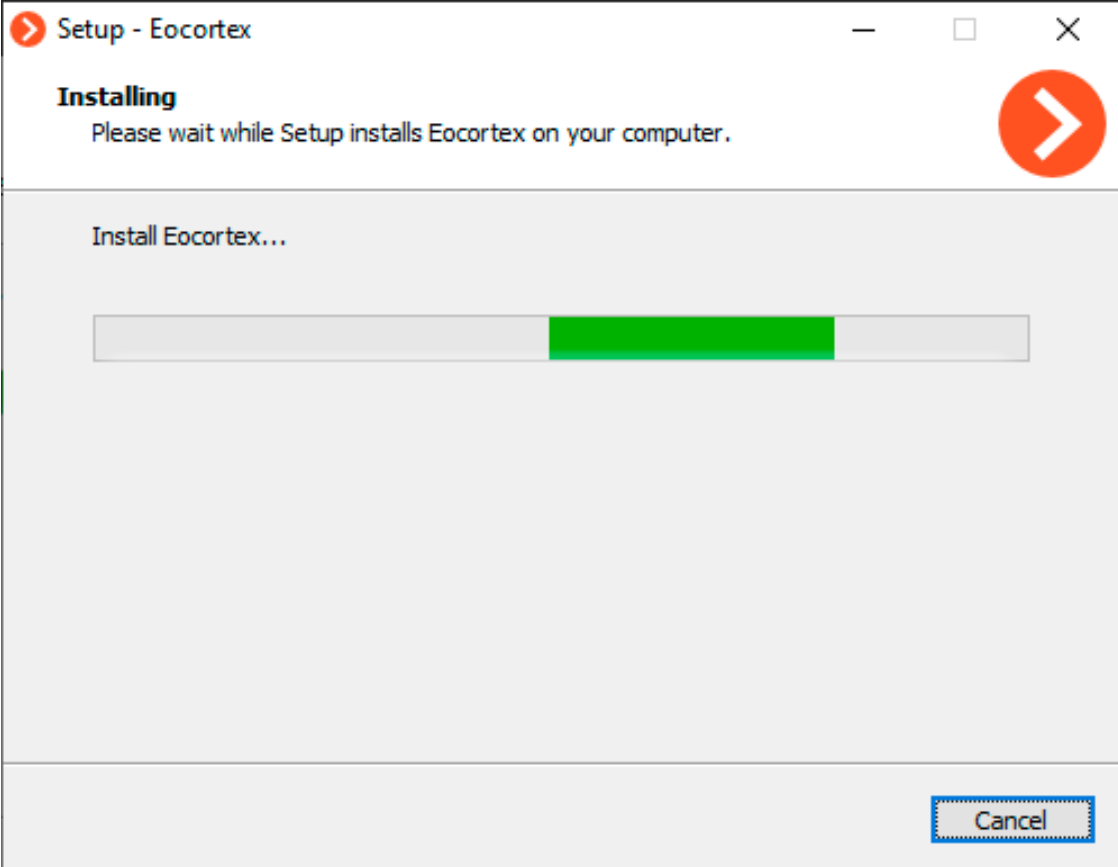 Setup - Eocortex
Installing
Please wait while Setup installs Eocortex on your computer.
Install Eocortex...
Cancel